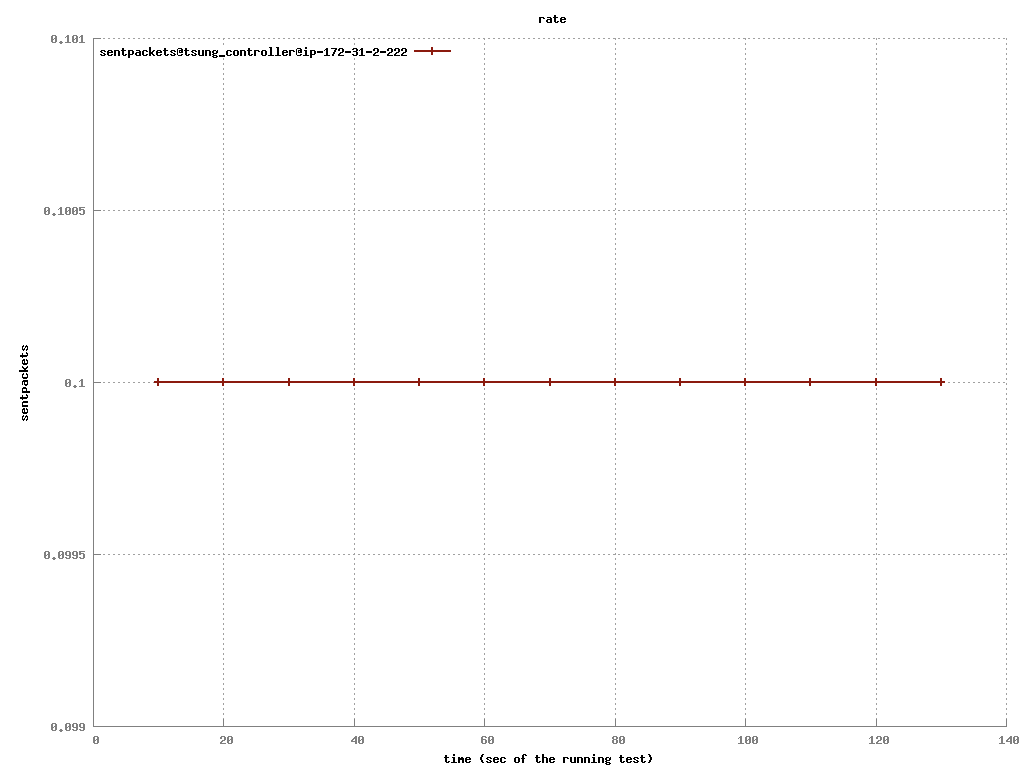 rate
0.101
sentpackets@tsung_controller@ip-172-31-2-222
0.1005
0.1
0.0995
0.099
sentpackets
0 20 40 60 80 100 120 140
time (sec of the running test)